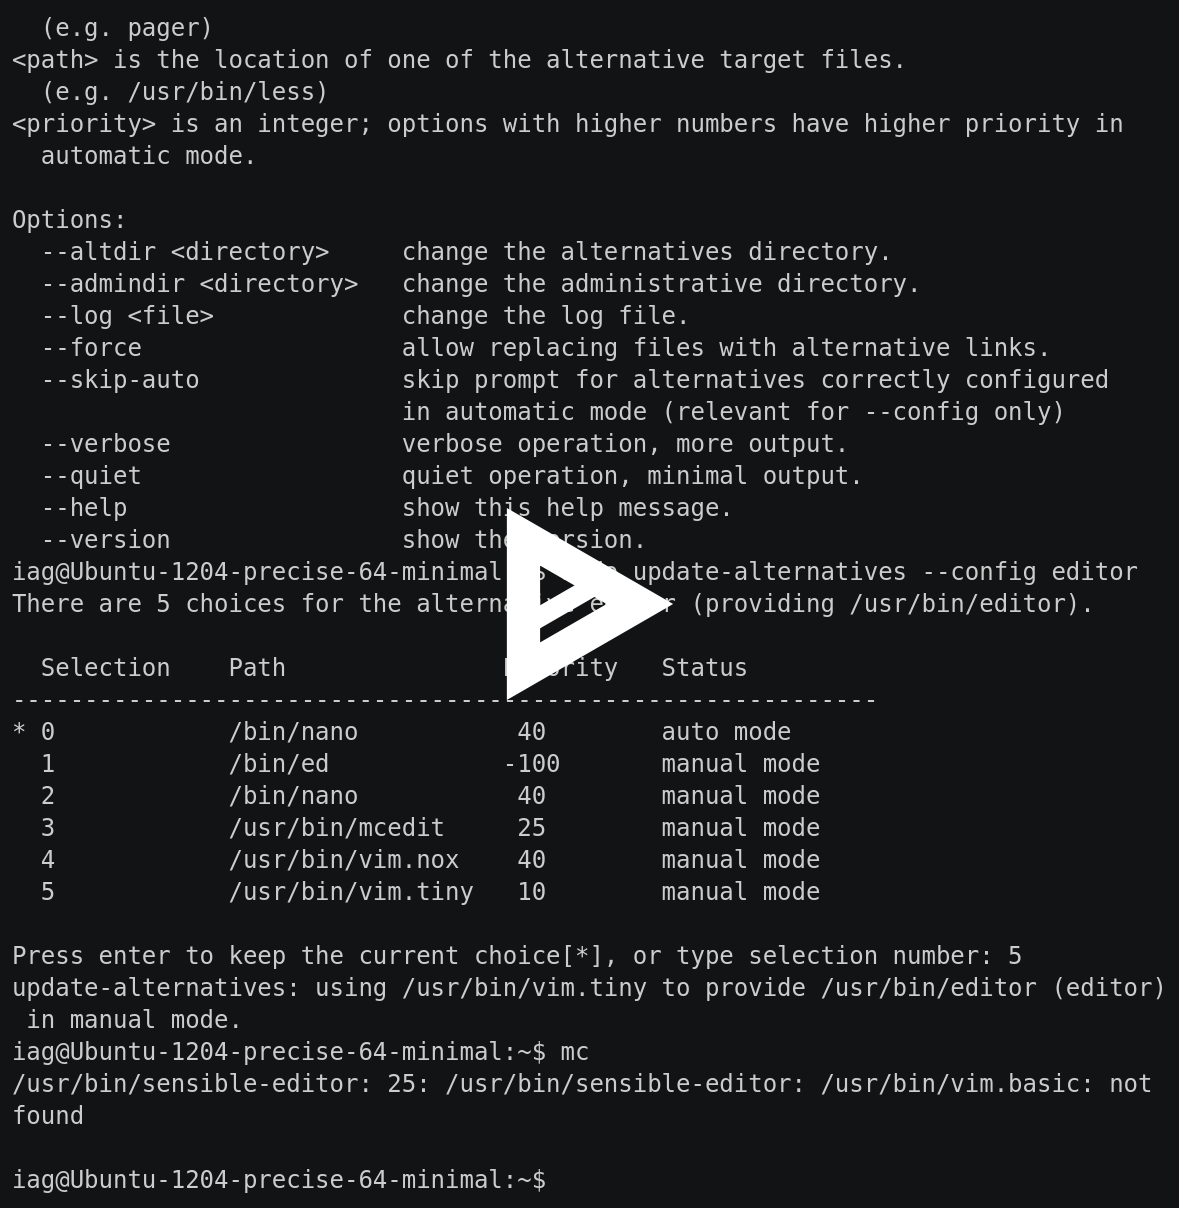 (e.g. pager)
<path> is the location of one of the alternative target files.
  (e.g. /usr/bin/less)
<priority> is an integer; options with higher numbers have higher priority in
  automatic mode.

Options:
  --altdir <directory>     change the alternatives directory.
  --admindir <directory>   change the administrative directory.
  --log <file>             change the log file.
  --force                  allow replacing files with alternative links.
  --skip-auto              skip prompt for alternatives correctly configured
                           in automatic mode (relevant for --config only)
  --verbose                verbose operation, more output.
  --quiet                  quiet operation, minimal output.
  --help                   show this help message.
  --version                show the version.
iag@Ubuntu-1204-precise-64-minimal update-alternatives --config editor
There are 5 choices for the alternative editor (providing /usr/bin/editor).

  Selection    Path               Priority   Status
------------------------------------------------------------
* 0            /bin/nano           40        auto mode
  1            /bin/ed            -100       manual mode
  2            /bin/nano           40        manual mode
  3            /usr/bin/mcedit     25        manual mode
  4            /usr/bin/vim.nox    40        manual mode
  5            /usr/bin/vim.tiny   10        manual mode

Press enter to keep the current choice[*], or type selection number: 5
update-alternatives: using /usr/bin/vim.tiny to provide /usr/bin/editor (editor)
 in manual mode.
iag@Ubuntu-1204-precise-64-minimal:~$ mc
/usr/bin/sensible-editor: 25: /usr/bin/sensible-editor: /usr/bin/vim.basic: not
found

iag@Ubuntu-1204-precise-64-minimal:~$